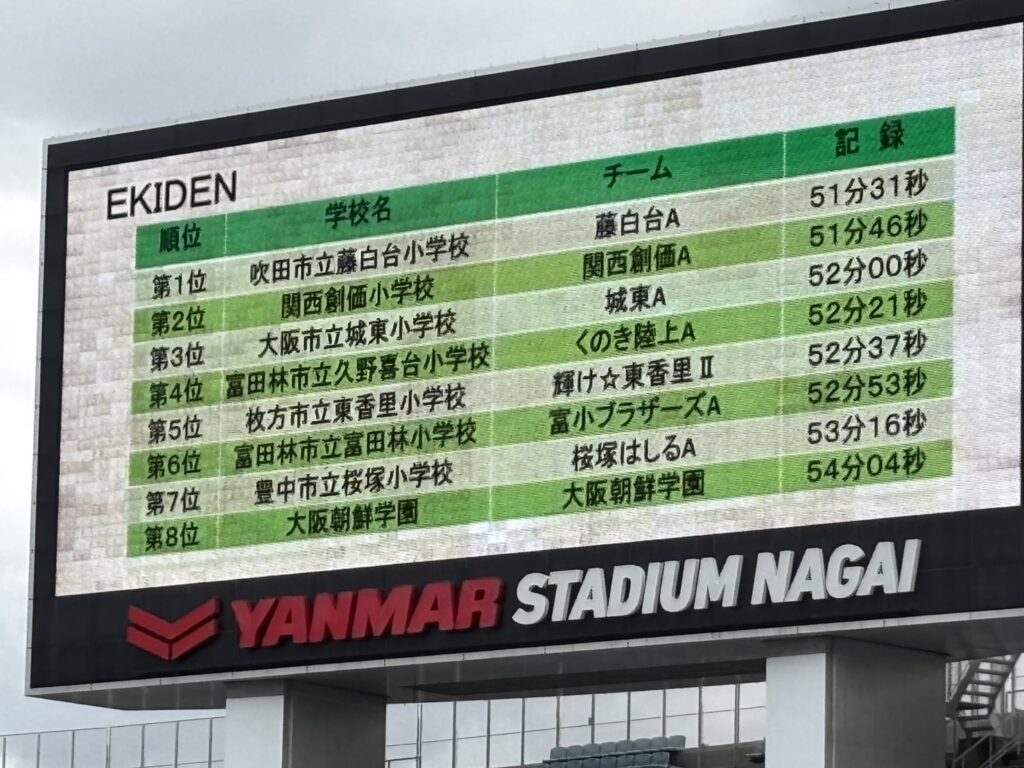 EKIDEN
順位 学校名 チーム 記録
第1位 吹田市立藤白台小学校 藤白台A 51分31秒
第2位 関西創価小学校 関西創価A 51分46秒
第3位 大阪市立城東小学校 城東A 52分00秒
第4位 富田林市立久野喜台小学校 くのき陸上A 52分21秒
第5位 枚方市立東香里小学校 輝け☆東香里Ⅱ 52分37秒
第6位 富田林市立富田林小学校 富小ブラザーズA 52分53秒
第7位 豊中市立桜塚小学校 桜塚はしるA 53分16秒
第8位 大阪朝鮮学園 大阪朝鮮学園 54分04秒
YANMAR STADIUM NAGAI